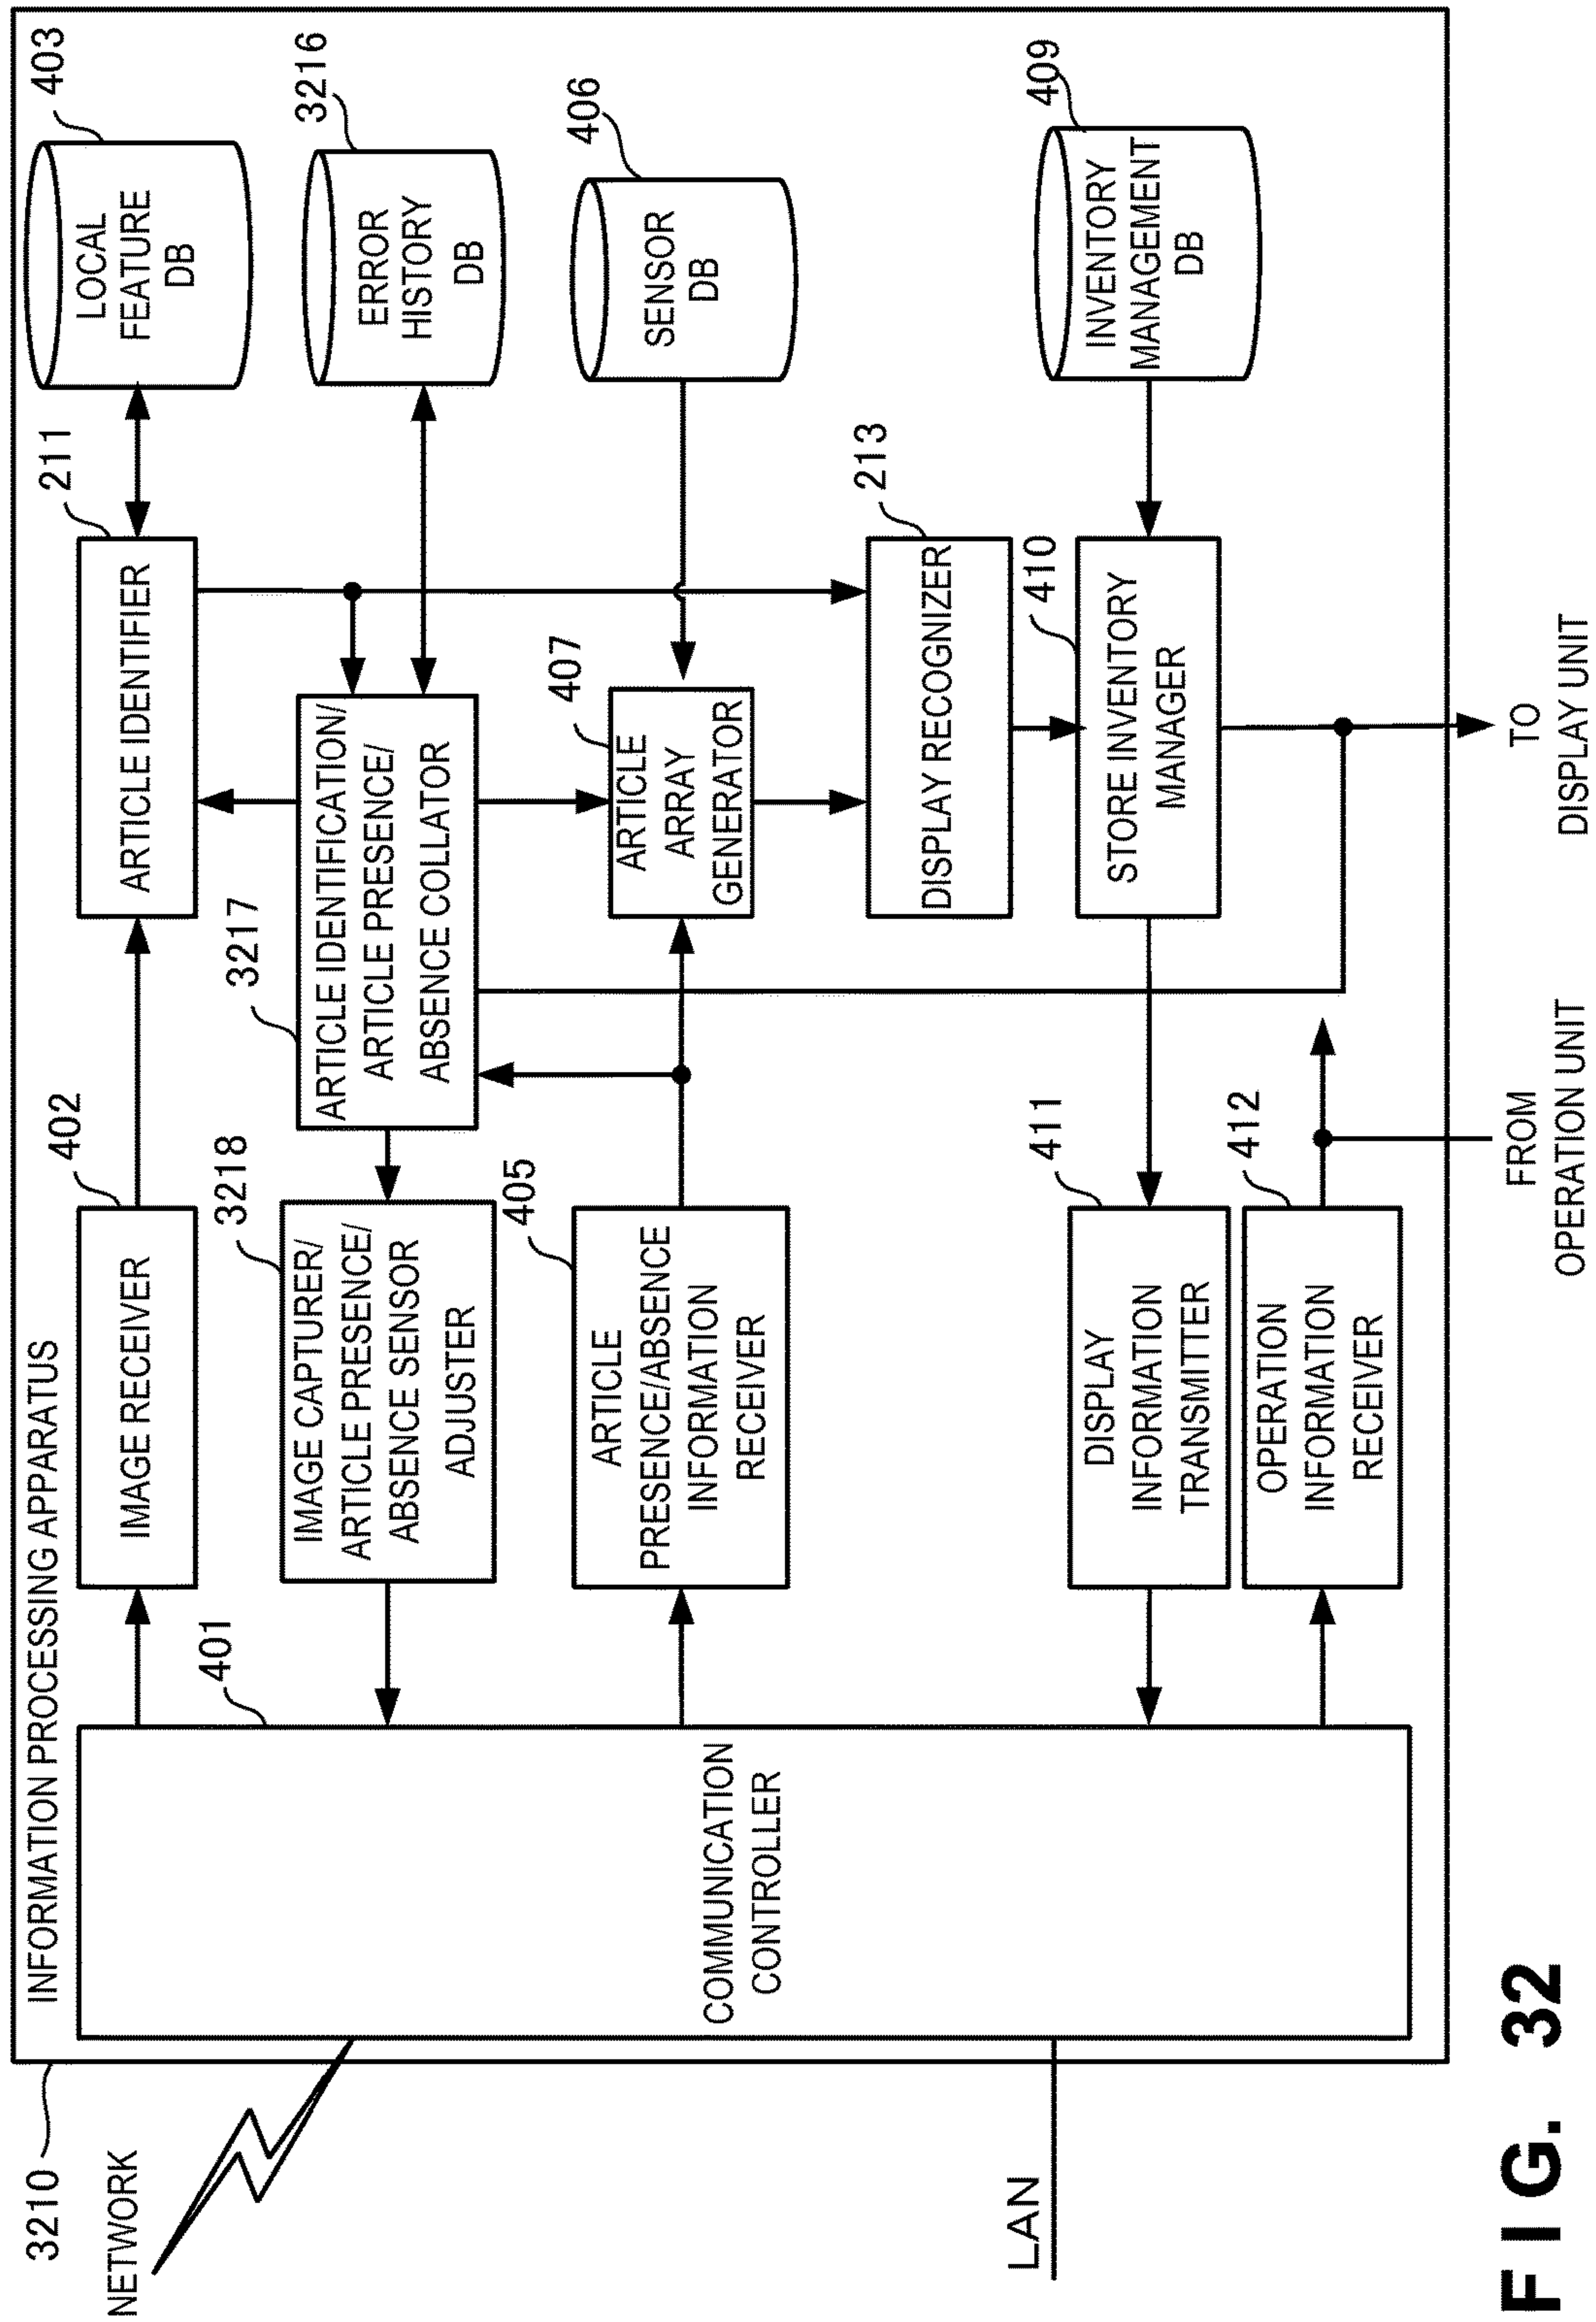 3210
INFORMATION PROCESSING APPARATUS
NETWORK
LAN
401
COMMUNICATION
CONTROLLER
402
IMAGE RECEIVER
211
ARTICLE IDENTIFIER
403
LOCAL
FEATURE
DB
3218
IMAGE CAPTURER/
ARTICLE PRESENCE/
ABSENCE SENSOR
ADJUSTER
3217
ARTICLE IDENTIFICATION/
ARTICLE PRESENCE/
ABSENCE COLLATOR
3216
ERROR
HISTORY
DB
405
ARTICLE
PRESENCE/ABSENCE
INFORMATION
RECEIVER
407
ARTICLE
ARRAY
GENERATOR
406
SENSOR
DB
213
DISPLAY RECOGNIZER
411
DISPLAY
INFORMATION
TRANSMITTER
410
STORE INVENTORY
MANAGER
409
INVENTORY
MANAGEMENT
DB
412
OPERATION
INFORMATION
RECEIVER
FROM
OPERATION UNIT
TO
DISPLAY UNIT
FIG. 32